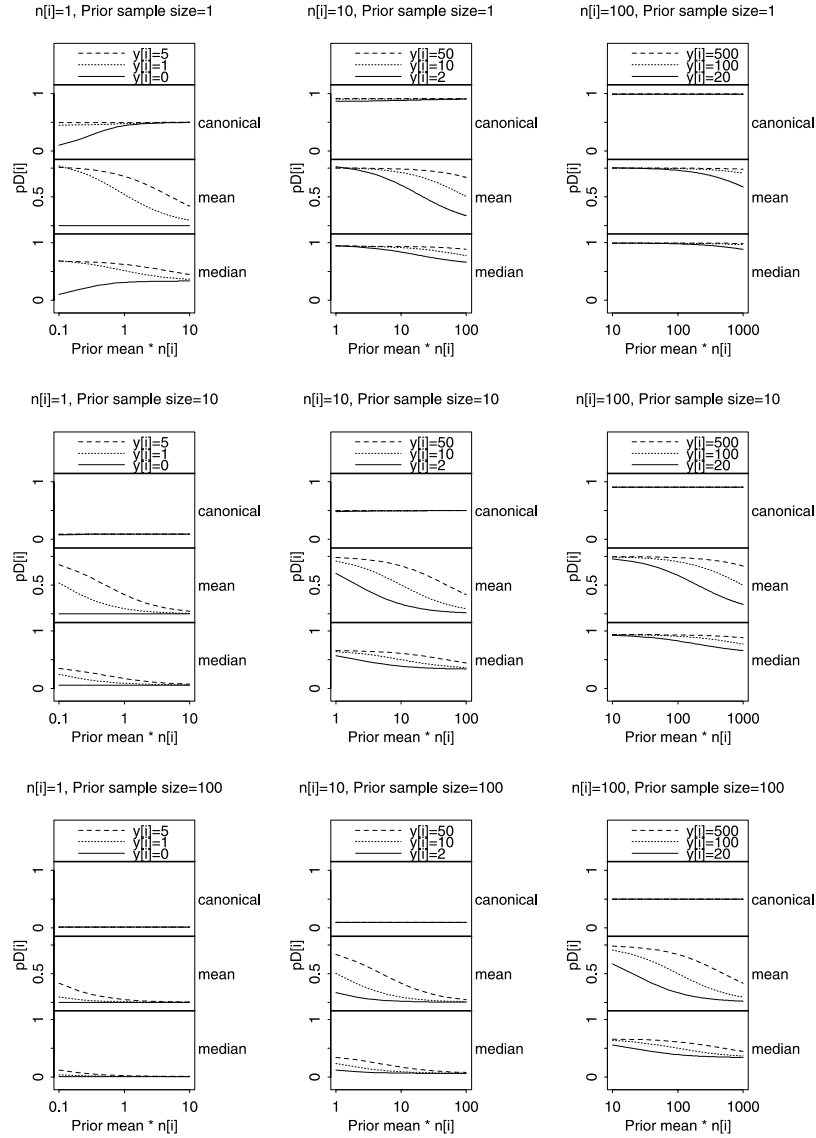 n[i]=1, Prior sample size=1
n[i]=10, Prior sample size=1
n[i]=100, Prior sample size=1
y[i]=5
y[i]=1
y[i]=0
1
0
canonical
0.5
mean
pD[i]
1
0
median
0.1
1
10
Prior mean * n[i]
y[i]=50
y[i]=10
y[i]=2
1
0
canonical
0.5
mean
pD[i]
1
0
median
1
10
100
Prior mean * n[i]
y[i]=500
y[i]=100
y[i]=20
1
0
canonical
0.5
mean
pD[i]
1
0
median
10
100
1000
Prior mean * n[i]
n[i]=1, Prior sample size=10
n[i]=10, Prior sample size=10
n[i]=100, Prior sample size=10
y[i]=5
y[i]=1
y[i]=0
1
0
canonical
0.5
mean
pD[i]
1
0
median
0.1
1
10
Prior mean * n[i]
y[i]=50
y[i]=10
y[i]=2
1
0
canonical
0.5
mean
pD[i]
1
0
median
1
10
100
Prior mean * n[i]
y[i]=500
y[i]=100
y[i]=20
1
0
canonical
0.5
mean
pD[i]
1
0
median
10
100
1000
Prior mean * n[i]
n[i]=1, Prior sample size=100
n[i]=10, Prior sample size=100
n[i]=100, Prior sample size=100
y[i]=5
y[i]=1
y[i]=0
1
0
canonical
0.5
mean
pD[i]
1
0
median
0.1
1
10
Prior mean * n[i]
y[i]=50
y[i]=10
y[i]=2
1
0
canonical
0.5
mean
pD[i]
1
0
median
1
10
100
Prior mean * n[i]
y[i]=500
y[i]=100
y[i]=20
1
0
canonical
0.5
mean
pD[i]
1
0
median
10
100
1000
Prior mean * n[i]